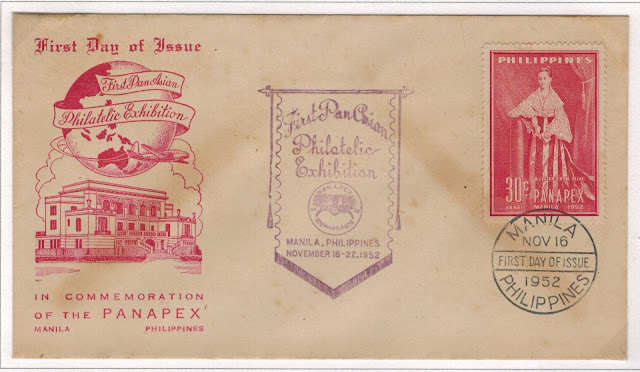 First Day of Issue
First Pan Asian
Philatelic Exhibition
IN COMMEMORATION
OF THE PANAPEX
MANILA PHILIPPINES
First Pan Asian
Philatelic
Exhibition
PANAPEX
MANILA, PHILIPPINES
NOVEMBER 16-22, 1952
PHILIPPINES
30c
PANAPEX
MANILA 1952
MANILA
NOV 16
FIRST DAY OF ISSUE
1952
PHILIPPINES